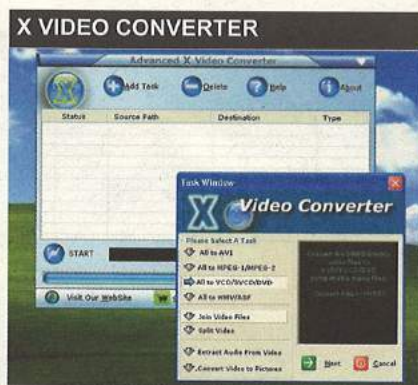 X VIDEO CONVERTER
Advanced X Video Converter
Add Task Delete Help About
Status Source Path Destination Type
START
Visit Our WebSite
Task Window
X Video Converter
Please Select A Task
All to AVI
All to MPEG-1/MPEG-2
All to VCD/SVCD/DVD
All to WMV/ASF
Join Video Files
Split Video
Extract Audio From Video
Convert Video to Pictures
Next Cancel